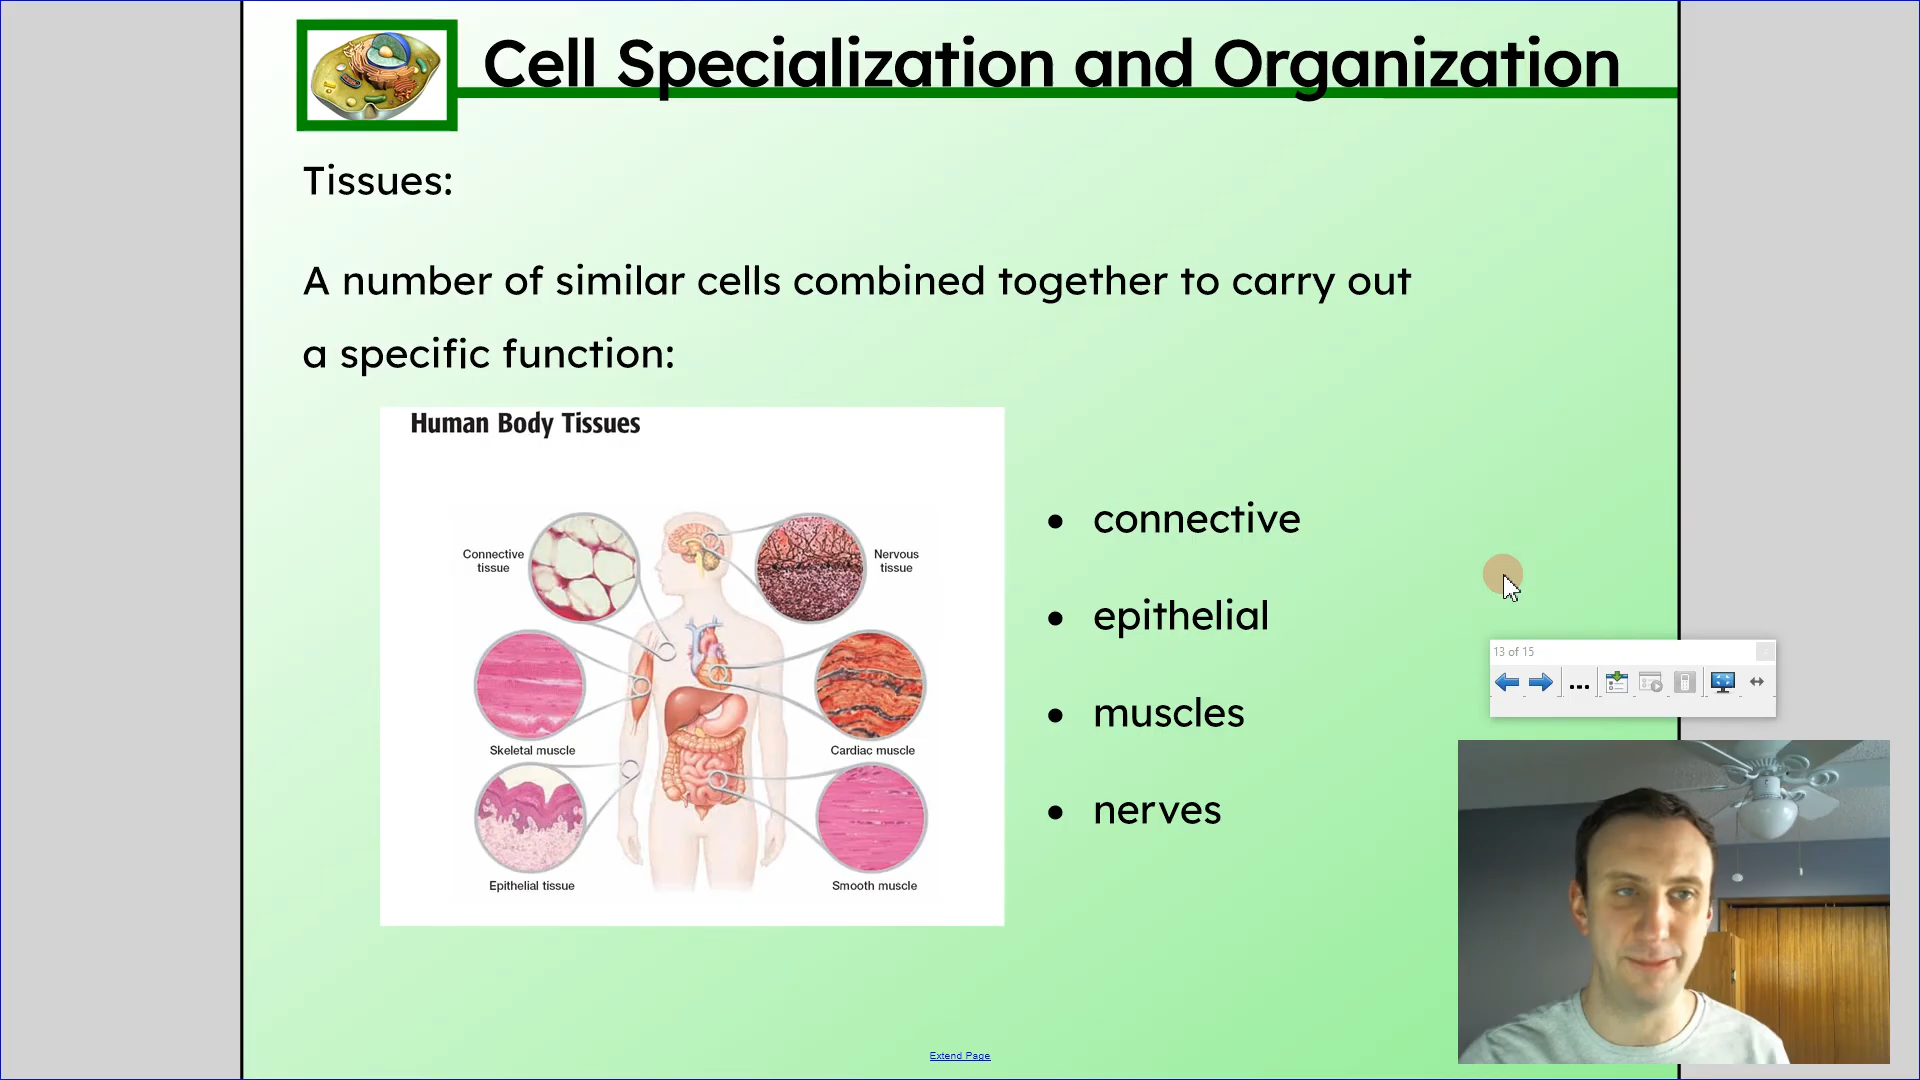 Cell Specialization and Organization
Tissues:
A number of similar cells combined together to carry out
a specific function:
Human Body Tissues
Connective
tissue
Nervous
tissue
Skeletal muscle
Cardiac muscle
Epithelial tissue
Smooth muscle
• connective
• epithelial
• muscles
• nerves
13 of 15
...
Extend Page